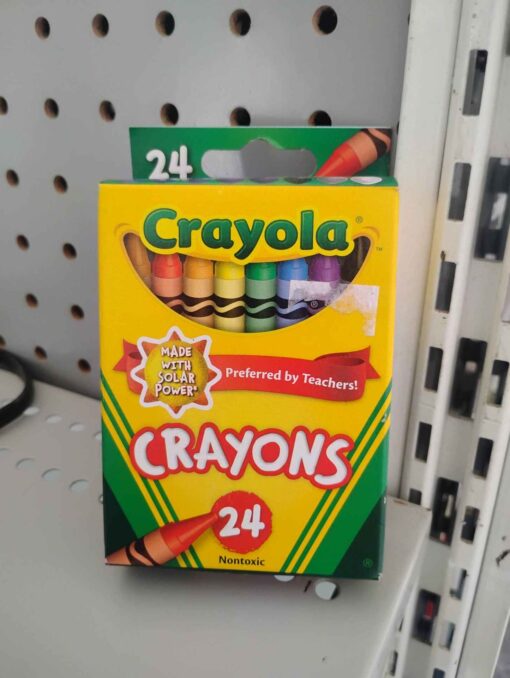 24
Crayola
MADE
WITH
SOLAR
POWER*
Preferred by Teachers!
CRAYONS
24
Nontoxic